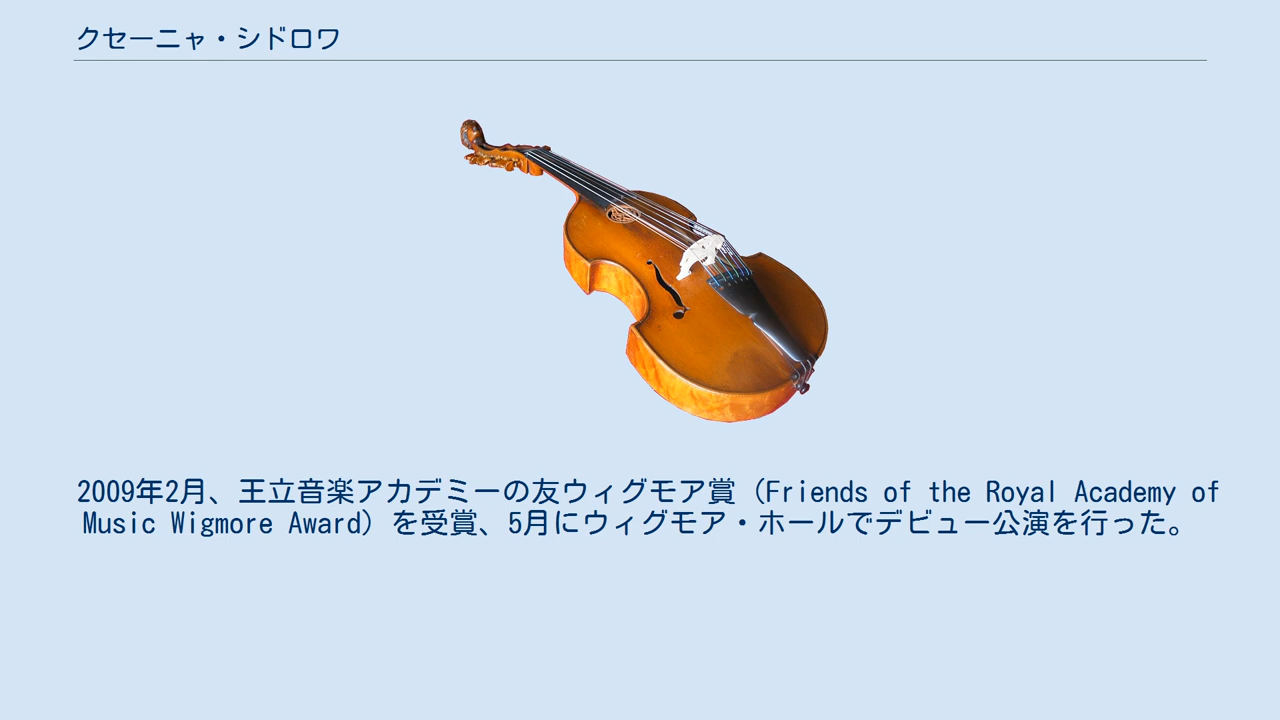 クセーニャ・シドロワ
2009年2月、王立音楽アカデミーの友ウィグモア賞（Friends of the Royal Academy of
Music Wigmore Award）を受賞、5月にウィグモア・ホールでデビュー公演を行った。